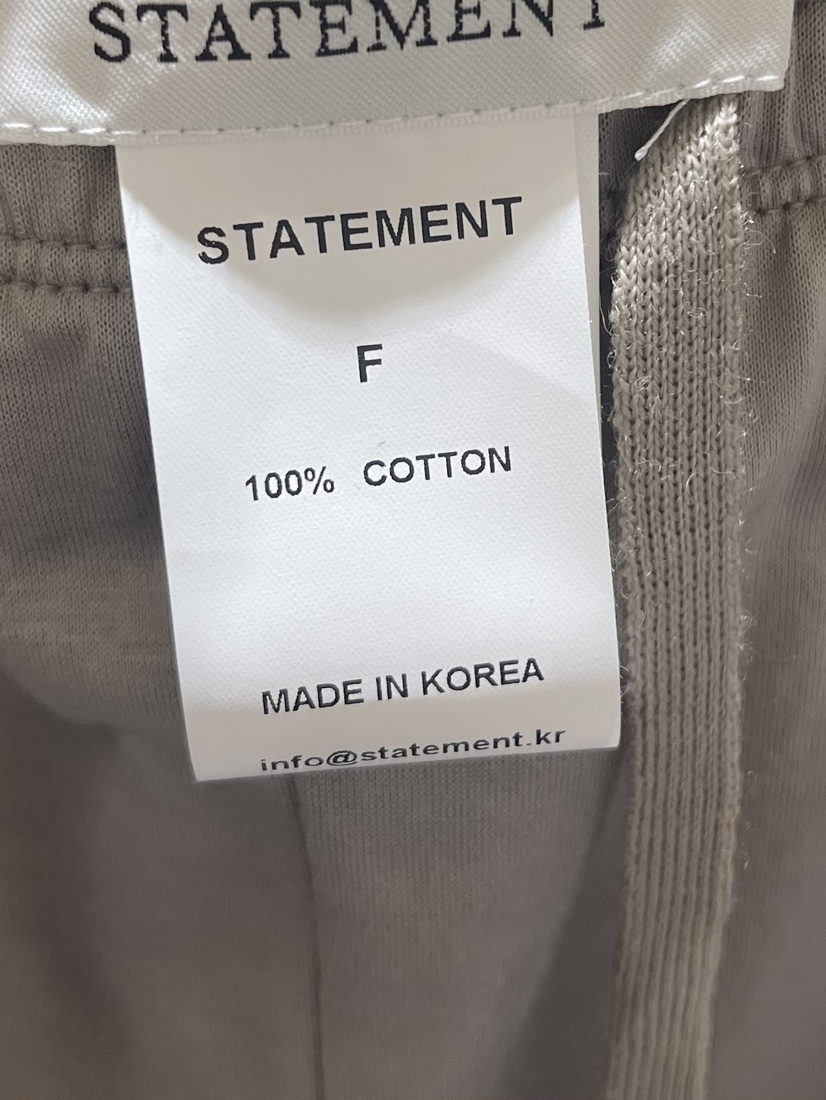 STATEMENT
STATEMENT
F
100% COTTON
MADE IN KOREA
info@statement.kr